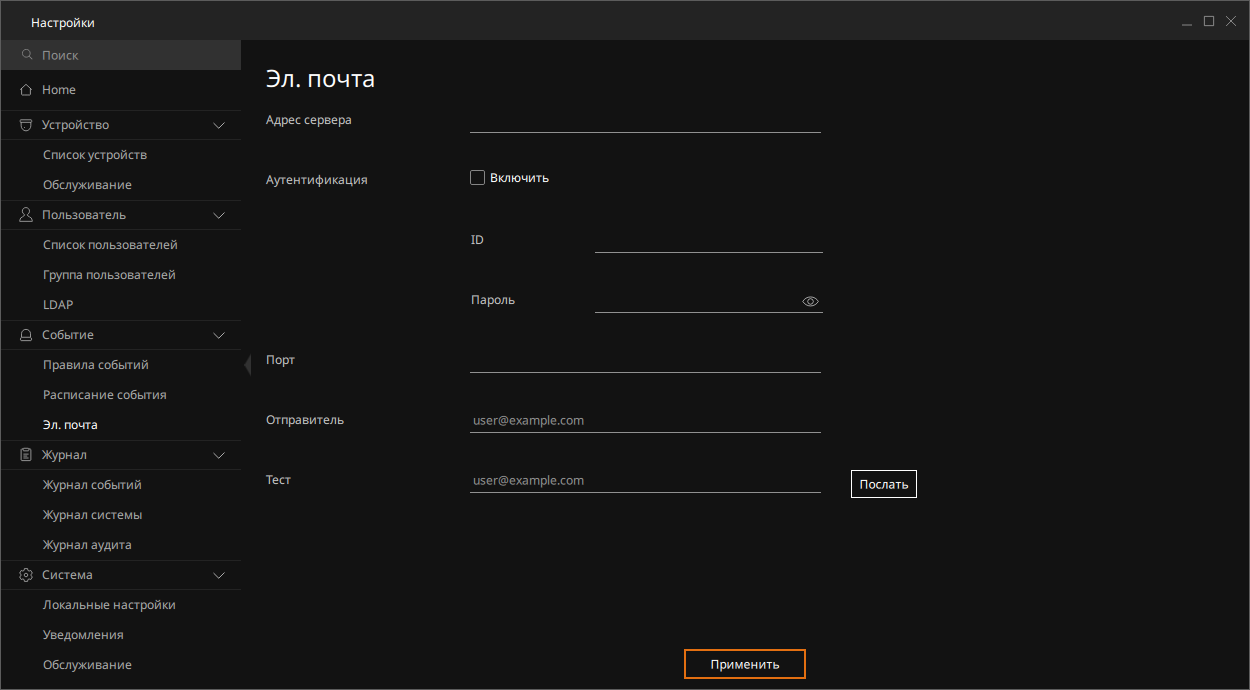 Настройки
Поиск
Home
Устройство
Список устройств
Обслуживание
Пользователь
Список пользователей
Группа пользователей
LDAP
Событие
Правила событий
Расписание события
Эл. почта
Журнал
Журнал событий
Журнал системы
Журнал аудита
Система
Локальные настройки
Уведомления
Обслуживание
Эл. почта
Адрес сервера
Аутентификация
Включить
ID
Пароль
Порт
Отправитель
user@example.com
Тест
user@example.com
Послать
Применить